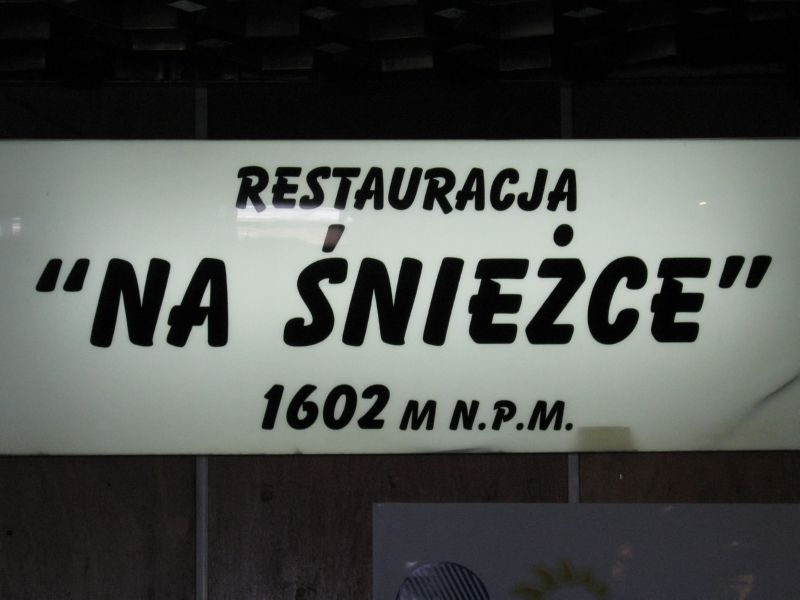 RESTAURACJA
“NA ŚNIEŻCE”
1602 M N.P.M.